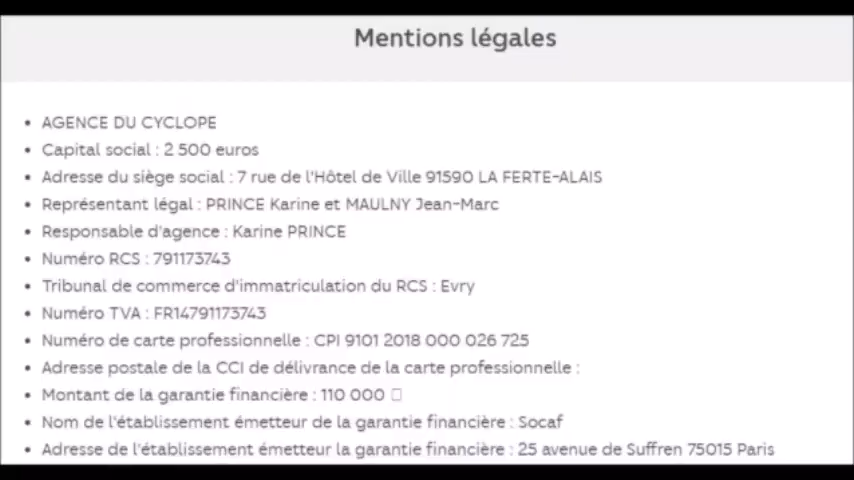 Mentions légales
• AGENCE DU CYCLOPE
• Capital social : 2 500 euros
• Adresse du siège social : 7 rue de l'Hôtel de Ville 91590 LA FERTE-ALAIS
• Représentant légal : PRINCE Karine et MAULNY Jean-Marc
• Responsable d'agence : Karine PRINCE
• Numéro RCS : 791173743
• Tribunal de commerce d'immatriculation du RCS : Evry
• Numéro TVA : FR14791173743
• Numéro de carte professionnelle : CPI 9101 2018 000 026 725
• Adresse postale de la CCI de délivrance de la carte professionnelle :
• Montant de la garantie financière : 110 000 
• Nom de l'établissement émetteur de la garantie financière : Socaf
• Adresse de l'établissement émetteur la garantie financière : 25 avenue de Suffren 75015 Paris